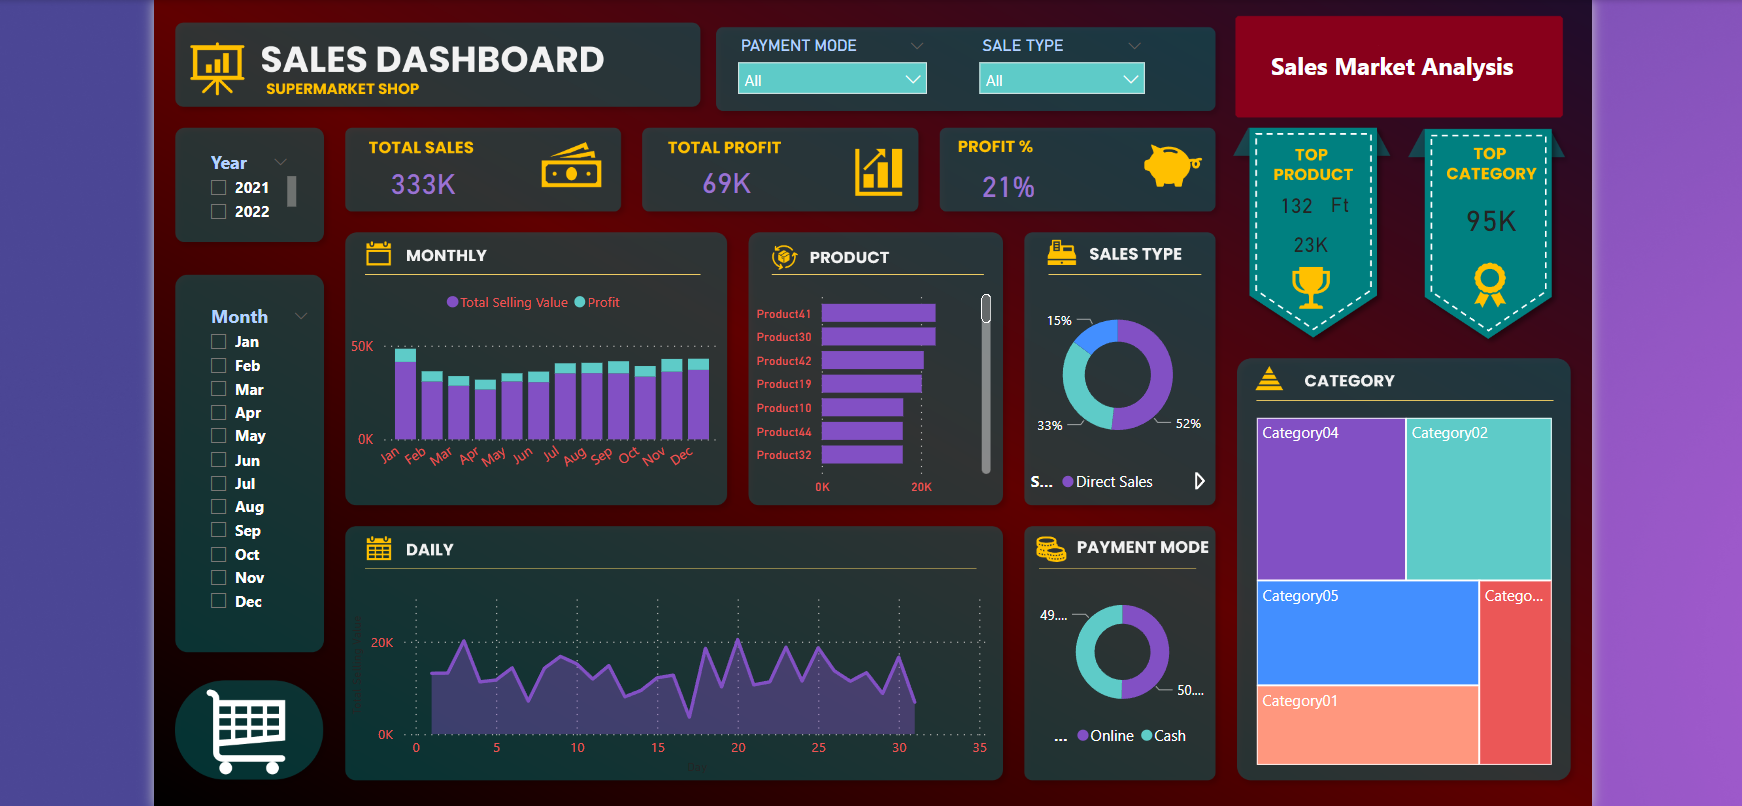 SALES DASHBOARD
SUPERMARKET SHOP
PAYMENT MODE
All
SALE TYPE
All
Sales Market Analysis
Year
2021
2022
TOTAL SALES
333K
TOTAL PROFIT
69K
PROFIT %
21%
TOP
PRODUCT
132 Ft
23K
TOP
CATEGORY
95K
Month
Jan
Feb
Mar
Apr
May
Jun
Jul
Aug
Sep
Oct
Nov
Dec
MONTHLY
Total Selling Value Profit
50K
0K
Jan Feb Mar Apr May Jun Jul Aug Sep Oct Nov Dec
PRODUCT
Product41
Product30
Product42
Product19
Product10
Product44
Product32
0K 20K
SALES TYPE
15%
33%
52%
S... Direct Sales
CATEGORY
Category04
Category02
Category05
Catego...
Category01
DAILY
20K
0K
0 5 10 15 20 25 30 35
PAYMENT MODE
49....
50....
... Online Cash